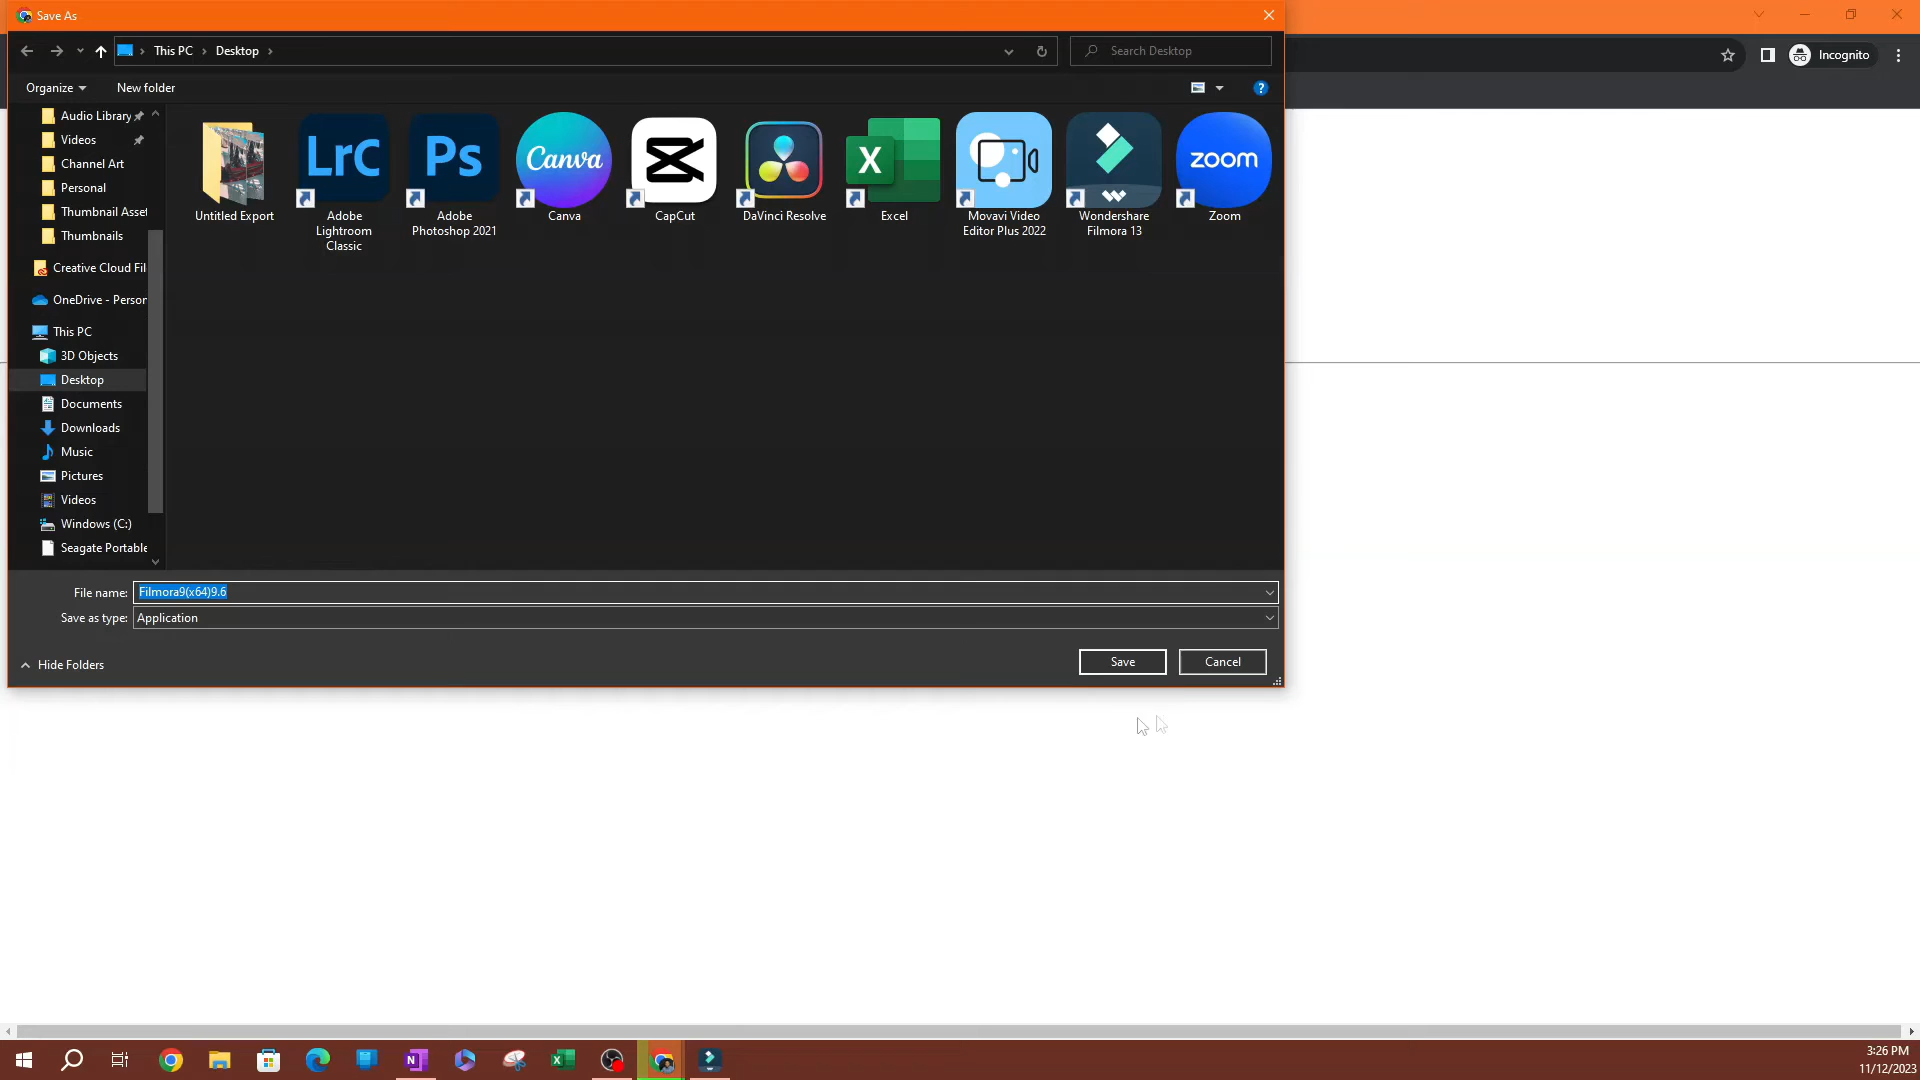 Save As
This PC
Desktop
Search Desktop
Incognito
Organize
New folder
Audio Library
Videos
Channel Art
Personal
Thumbnail Asset
Thumbnails
Creative Cloud Fil
OneDrive - Person
This PC
3D Objects
Desktop
Documents
Downloads
Music
Pictures
Videos
Windows (C:)
Seagate Portable
Untitled Export
LrC
Adobe
Lightroom
Classic
Ps
Adobe
Photoshop 2021
Canva
Canva
CapCut
DaVinci Resolve
X
Excel
Movavi Video
Editor Plus 2022
Wondershare
Filmora 13
zoom
Zoom
File name: Filmora9(x64)9.6
Save as type: Application
Hide Folders
Save
Cancel
N
X
3:26 PM
11/12/2023